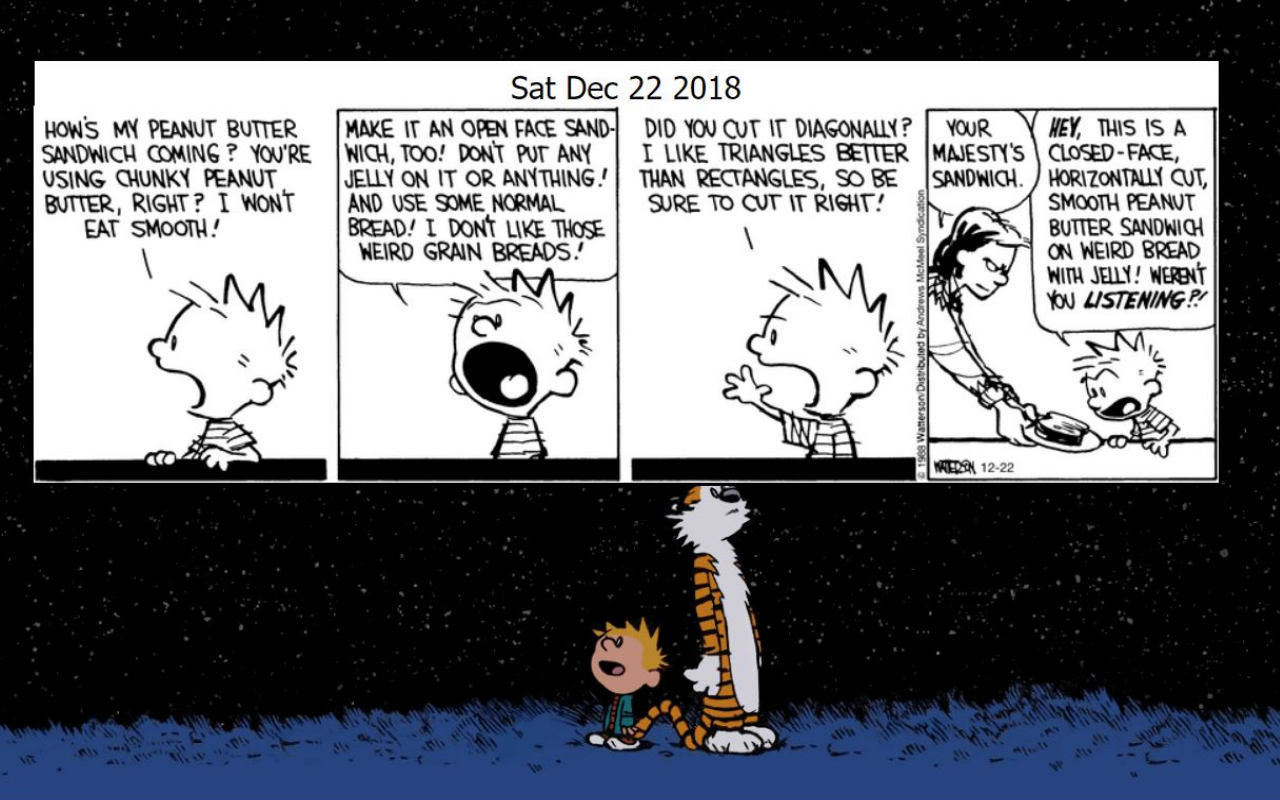 Sat Dec 22 2018
HOW'S MY PEANUT BUTTER
SANDWICH COMING? YOU'RE
USING CHUNKY PEANUT
BUTTER, RIGHT? I WON'T
EAT SMOOTH!
MAKE IT AN OPEN FACE SAND-
WICH, TOO! DON'T PUT ANY
JELLY ON IT OR ANYTHING!
AND USE SOME NORMAL
BREAD! I DON'T LIKE THOSE
WEIRD GRAIN BREADS!
DID YOU CUT IT DIAGONALLY?
I LIKE TRIANGLES BETTER
THAN RECTANGLES, SO BE
SURE TO CUT IT RIGHT!
YOUR
MAJESTY'S
SANDWICH.
HEY, THIS IS A
CLOSED-FACE,
HORIZONTALLY CUT,
SMOOTH PEANUT
BUTTER SANDWICH
ON WEIRD BREAD
WITH JELLY! WEREN'T
YOU LISTENING?!
© 1988 Watterson/Distributed by Andrews McMeel Syndication
WATTERSON 12-22